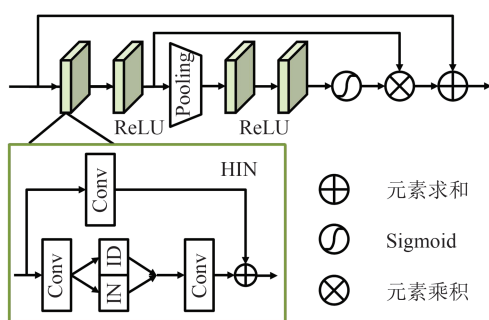 Pooling
ReLU
ReLU
HIN
Conv
Conv
ID
IN
Conv
元素求和
Sigmoid
元素乘积